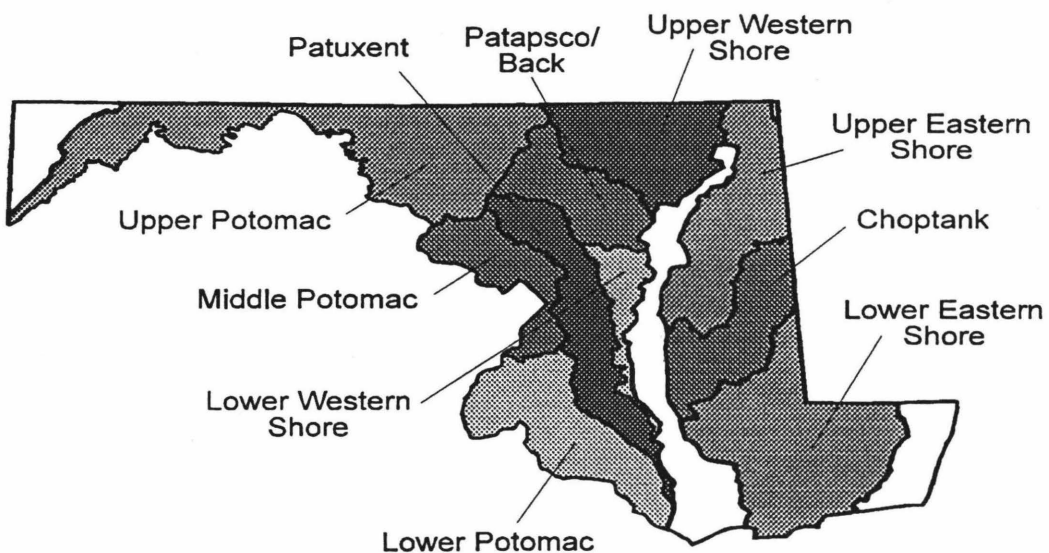 Patuxent
Patapsco/
Back
Upper Western
Shore
Upper Eastern
Shore
Upper Potomac
Choptank
Middle Potomac
Lower Eastern
Shore
Lower Western
Shore
Lower Potomac